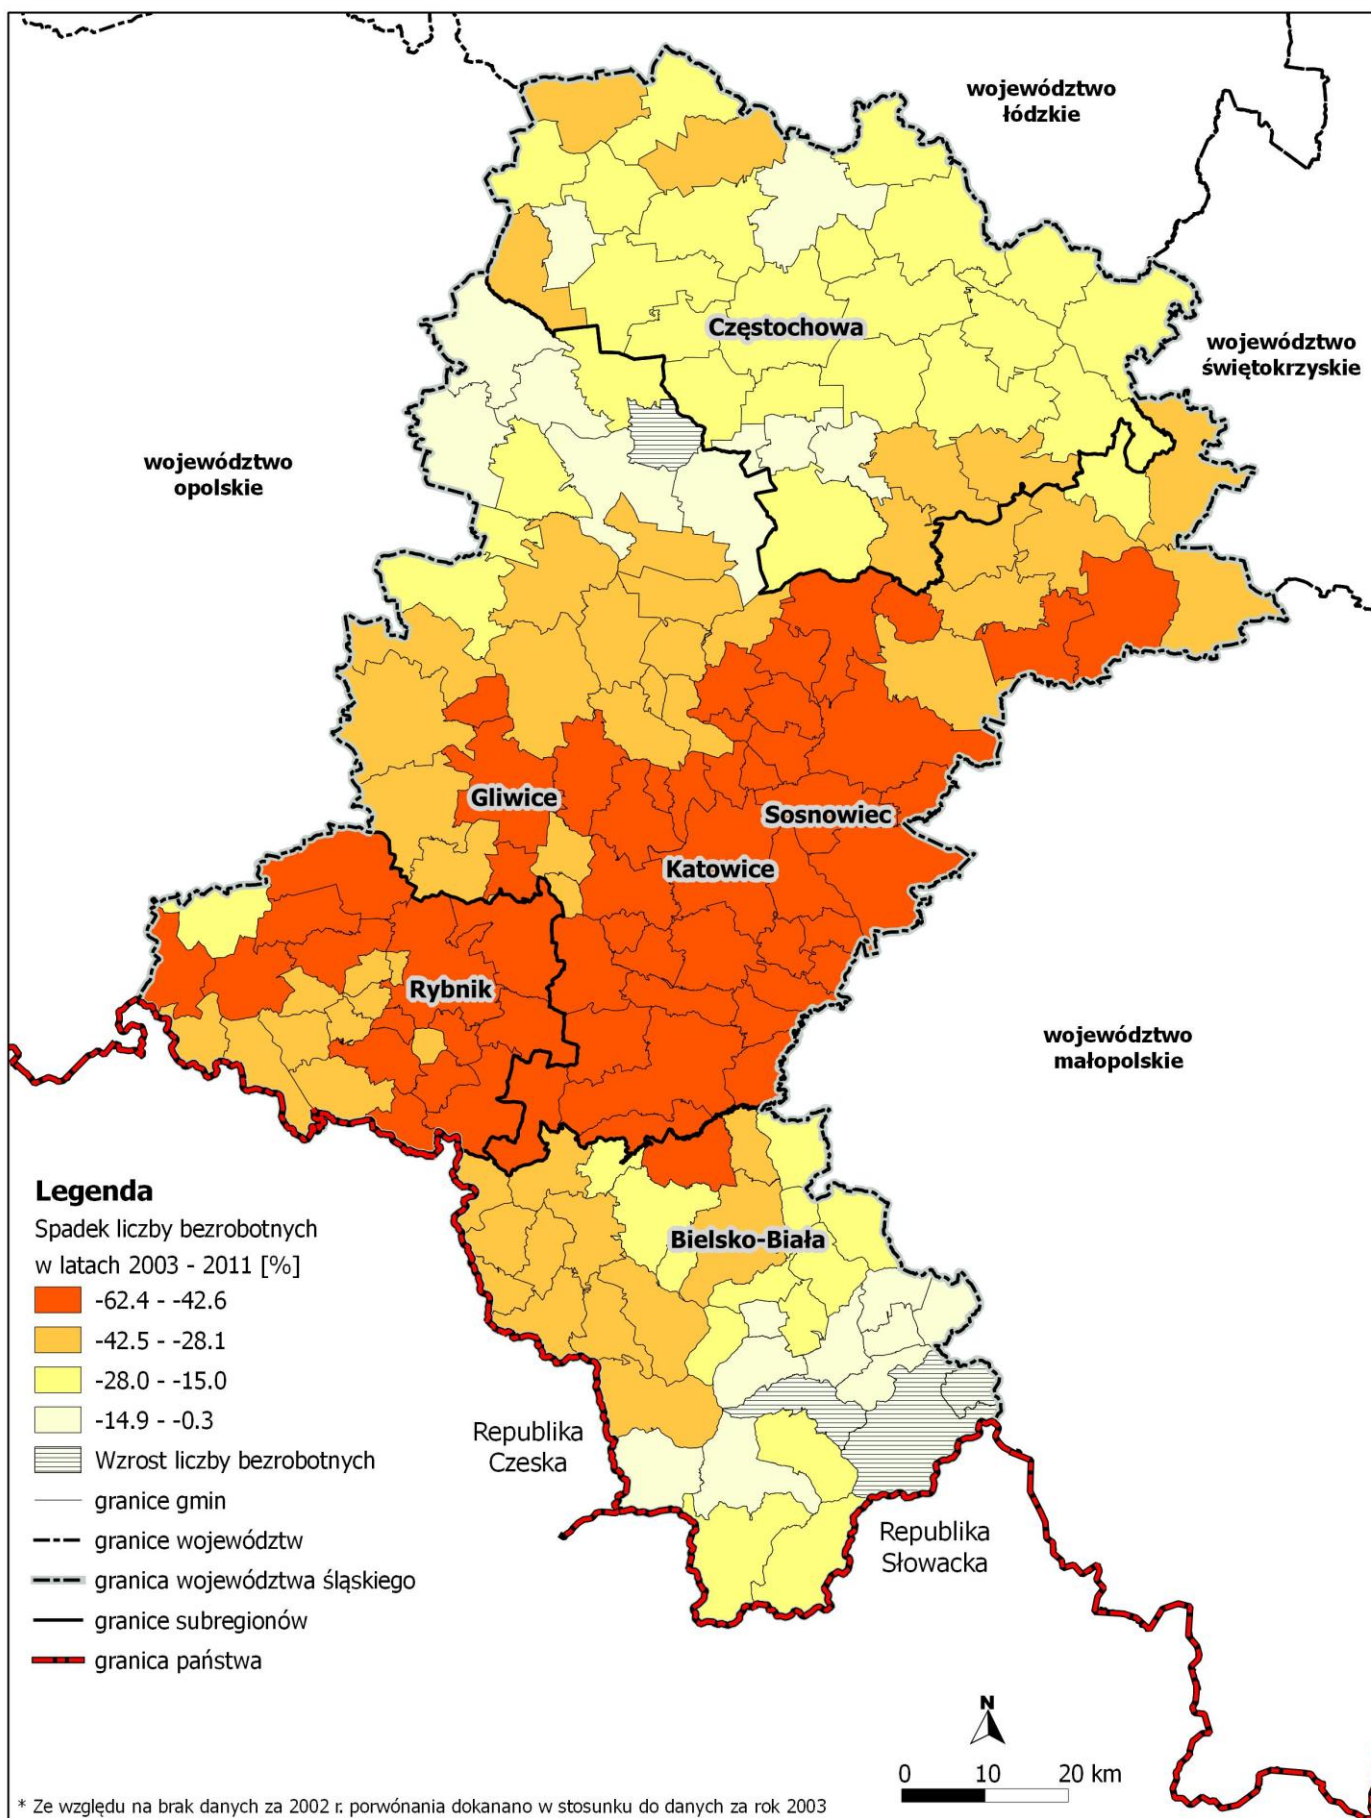 województwo
łódzkie
Częstochowa
województwo
świętokrzyskie
województwo
opolskie
Gliwice
Sosnowiec
Katowice
Rybnik
województwo
małopolskie
Bielsko-Biała
Republika
Czeska
Republika
Słowacka
Legenda
Spadek liczby bezrobotnych
w latach 2003 - 2011 [%]
-62.4 - -42.6
-42.5 - -28.1
-28.0 - -15.0
-14.9 - -0.3
Wzrost liczby bezrobotnych
granice gmin
granice województw
granica województwa śląskiego
granice subregionów
granica państwa
N
0 10 20 km
* Ze względu na brak danych za 2002 r. porwónania dokanano w stosunku do danych za rok 2003